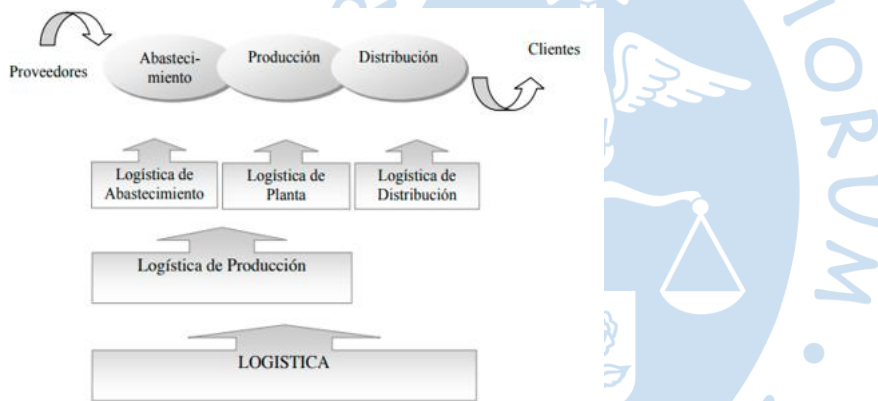 Proveedores
Abasteci-
miento
Producción
Distribución
Clientes
Logística de
Abastecimiento
Logística de
Planta
Logística de
Distribución
Logística de Producción
LOGISTICA
IORUM